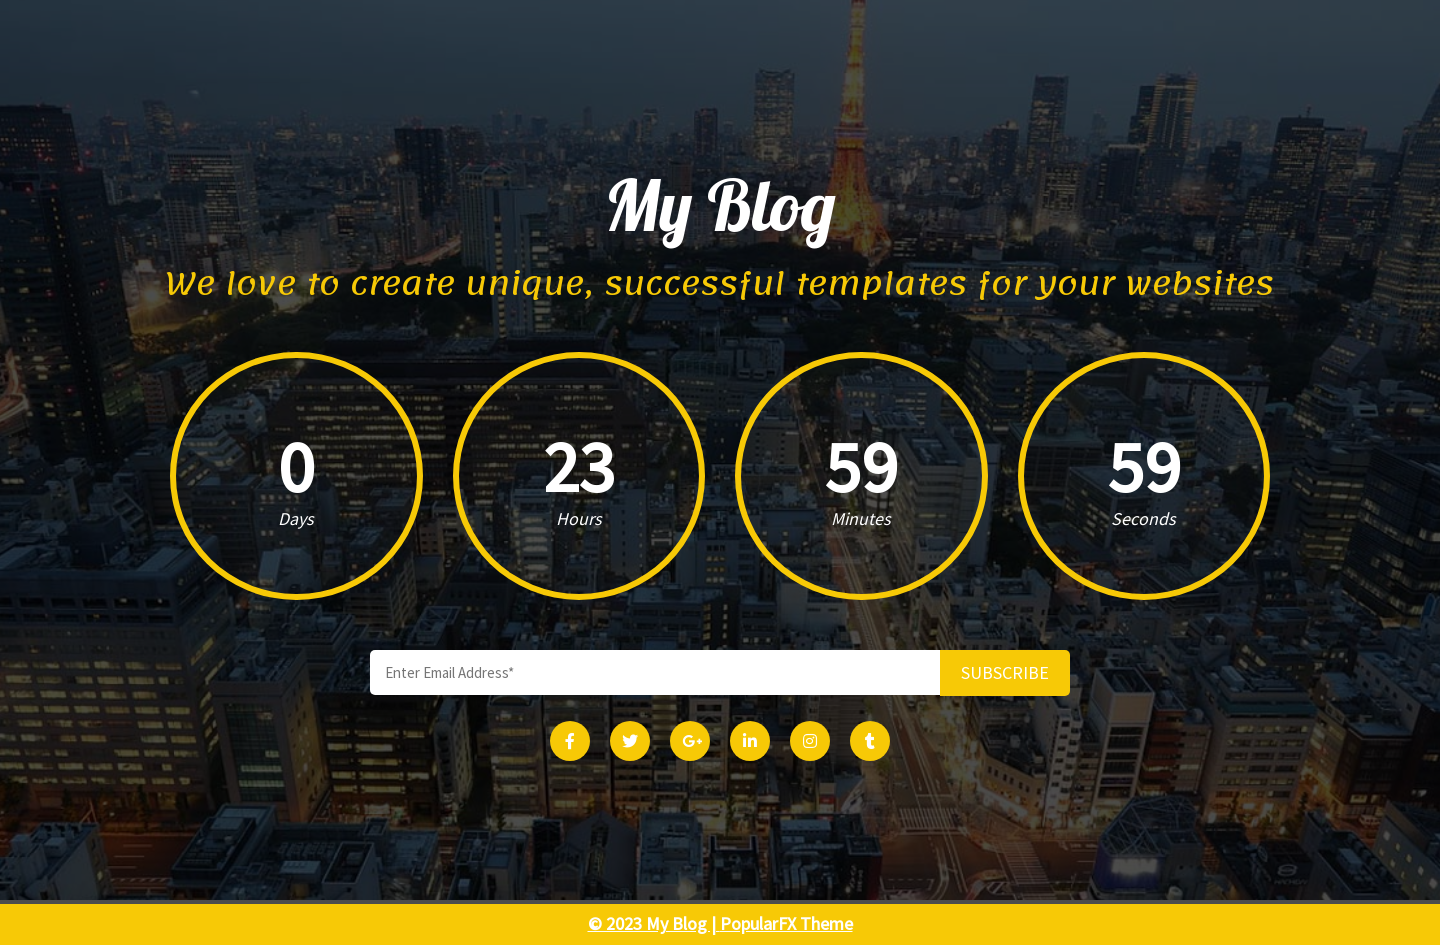 My Blog
We love to create unique, successful templates for your websites
0
Days
23
Hours
59
Minutes
59
Seconds
Enter Email Address*
SUBSCRIBE
© 2023 My Blog | PopularFX Theme